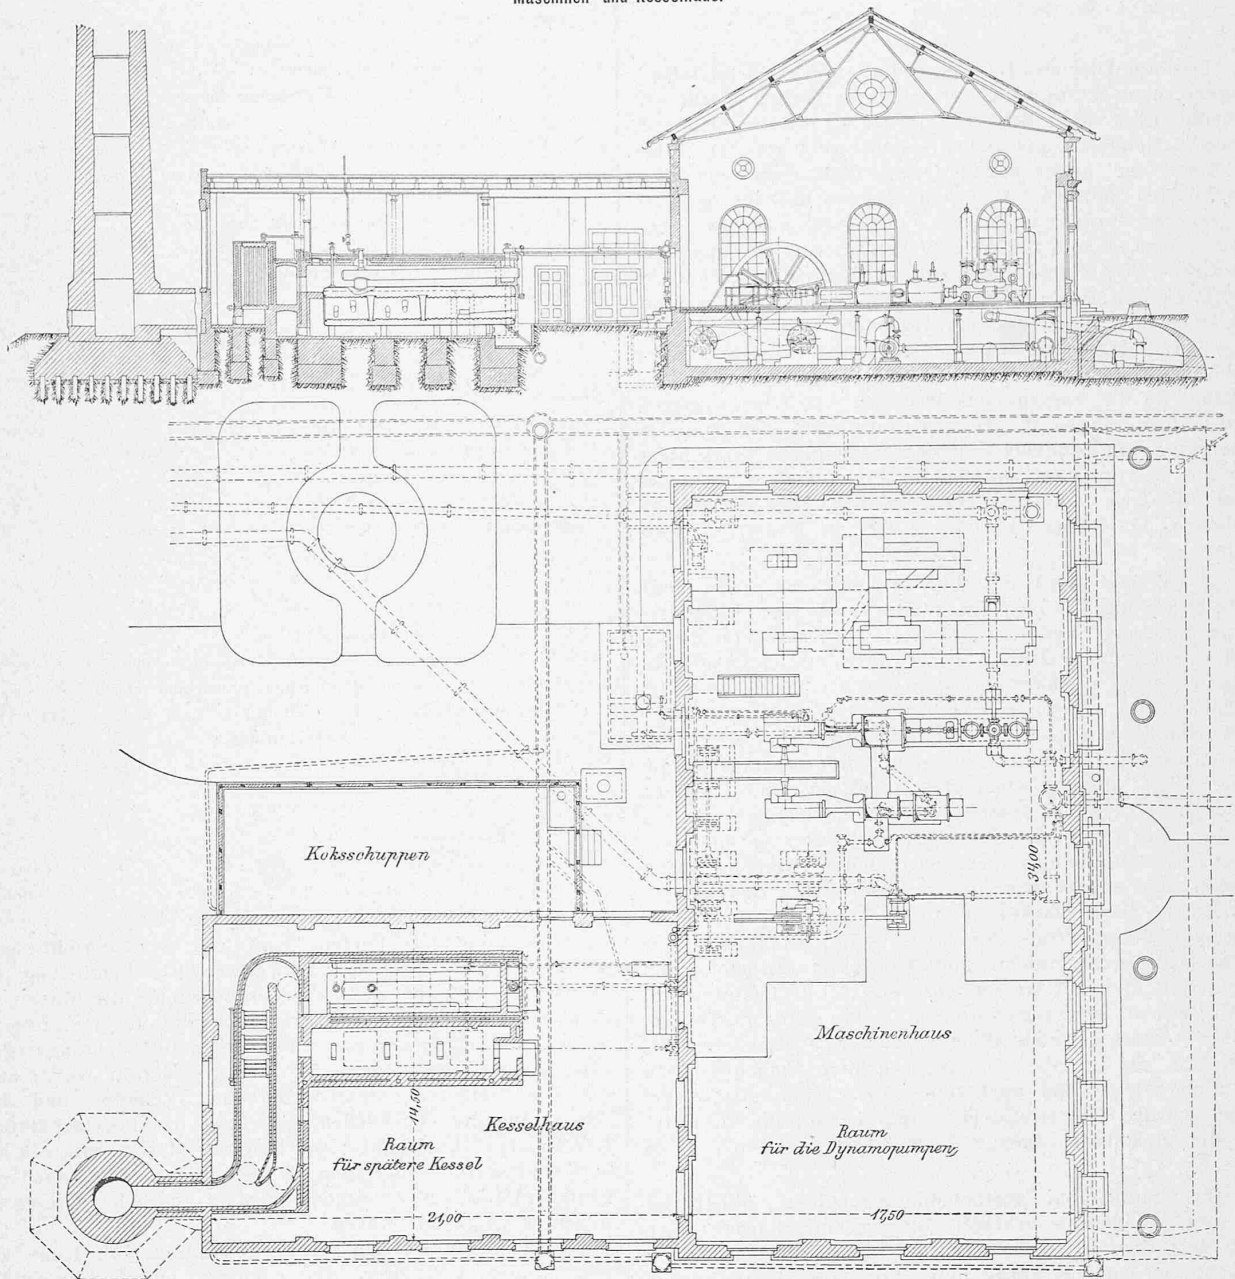 Maschinen- und Kesselhaus.
Koksschuppen
34,00
Maschinenhaus
14,50
Kesselhaus
Raum
für spätere Kessel
Raum
für die Dynamopumpen,
21,00
17,50